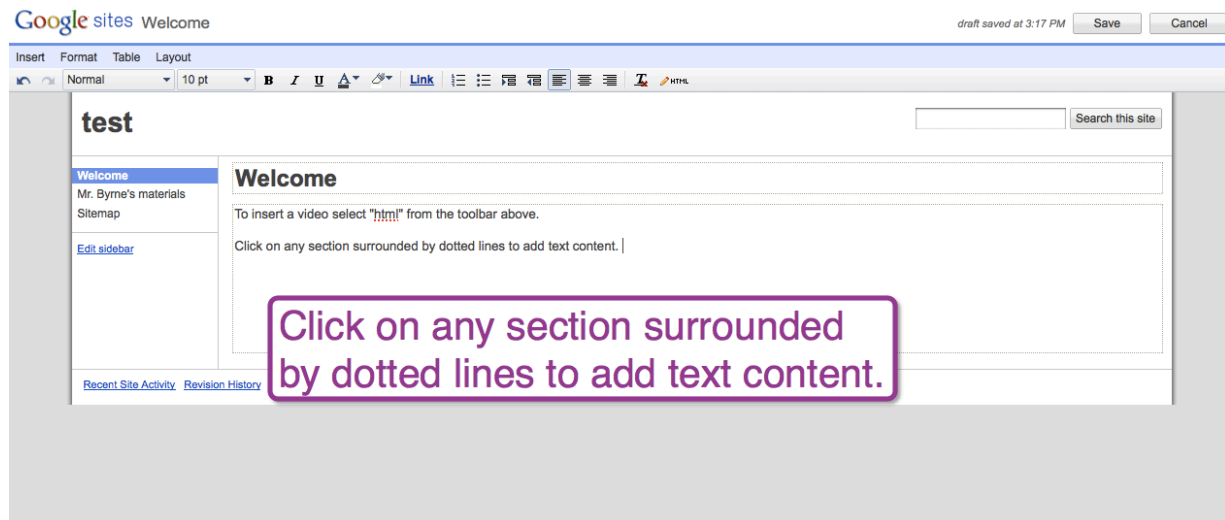 Google sites Welcome
draft saved at 3:17 PM Save Cancel
Insert Format Table Layout
Normal 10 pt B I U A Link T HTML
test
Search this site
Welcome
Mr. Byrne's materials
Sitemap
Edit sidebar
Welcome
To insert a video select "html" from the toolbar above.
Click on any section surrounded by dotted lines to add text content.
Click on any section surrounded
by dotted lines to add text content.
Recent Site Activity Revision History